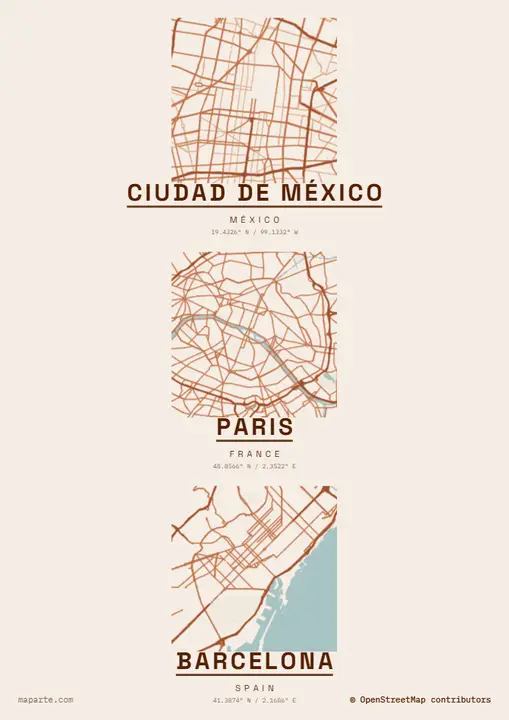 CIUDAD DE MÉXICO
MÉXICO
19.4326° N / 99.1332° W
PARIS
FRANCE
48.8566° N / 2.3522° E
BARCELONA
SPAIN
41.3874° N / 2.1686° E
maparte.com
© OpenStreetMap contributors